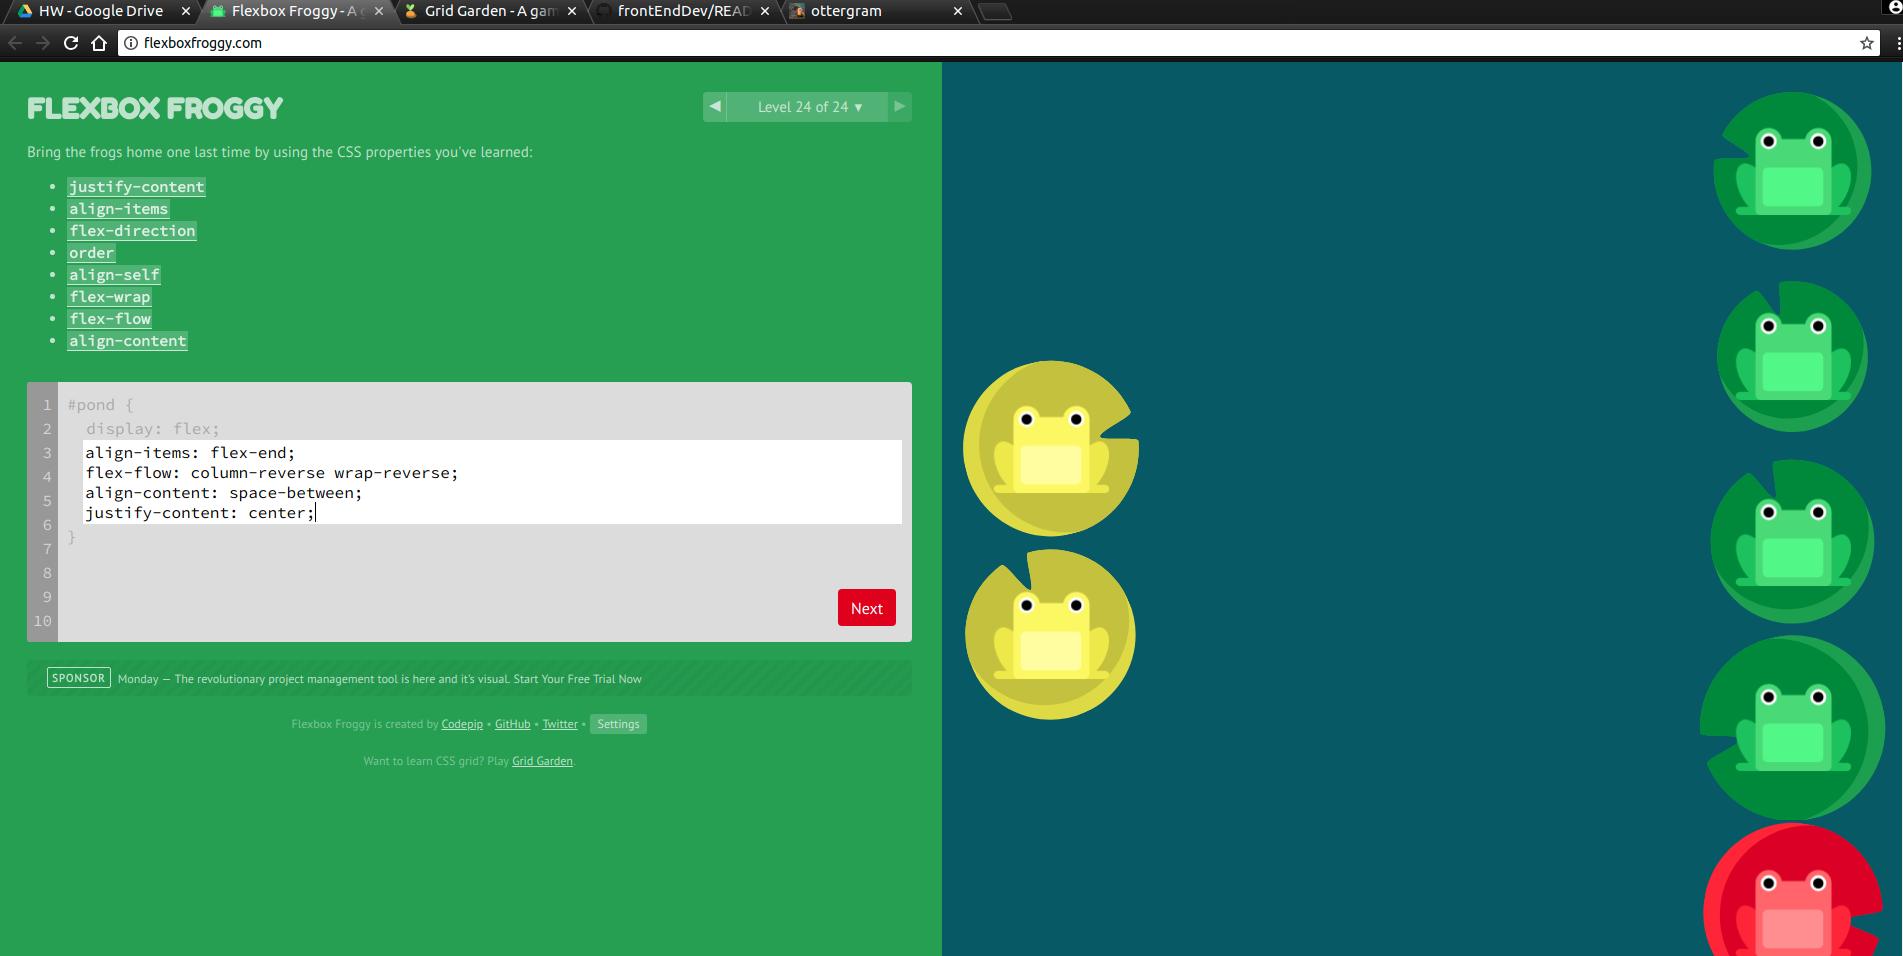 HW - Google Drive
Flexbox Froggy - A
Grid Garden - A gam
frontEndDev/READ
ottergram
flexboxfroggy.com
FLEXBOX FROGGY
Level 24 of 24 ▼
Bring the frogs home one last time by using the CSS properties you've learned:
• justify-content
• align-items
• flex-direction
• order
• align-self
• flex-wrap
• flex-flow
• align-content
1 #pond {
2 display: flex;
3 align-items: flex-end;
4 flex-flow: column-reverse wrap-reverse;
5 align-content: space-between;
6 justify-content: center;
7 }
8
9
10
Next
SPONSOR Monday — The revolutionary project management tool is here and it's visual. Start Your Free Trial Now
Flexbox Froggy is created by Codepip • GitHub • Twitter • Settings
Want to learn CSS grid? Play Grid Garden.